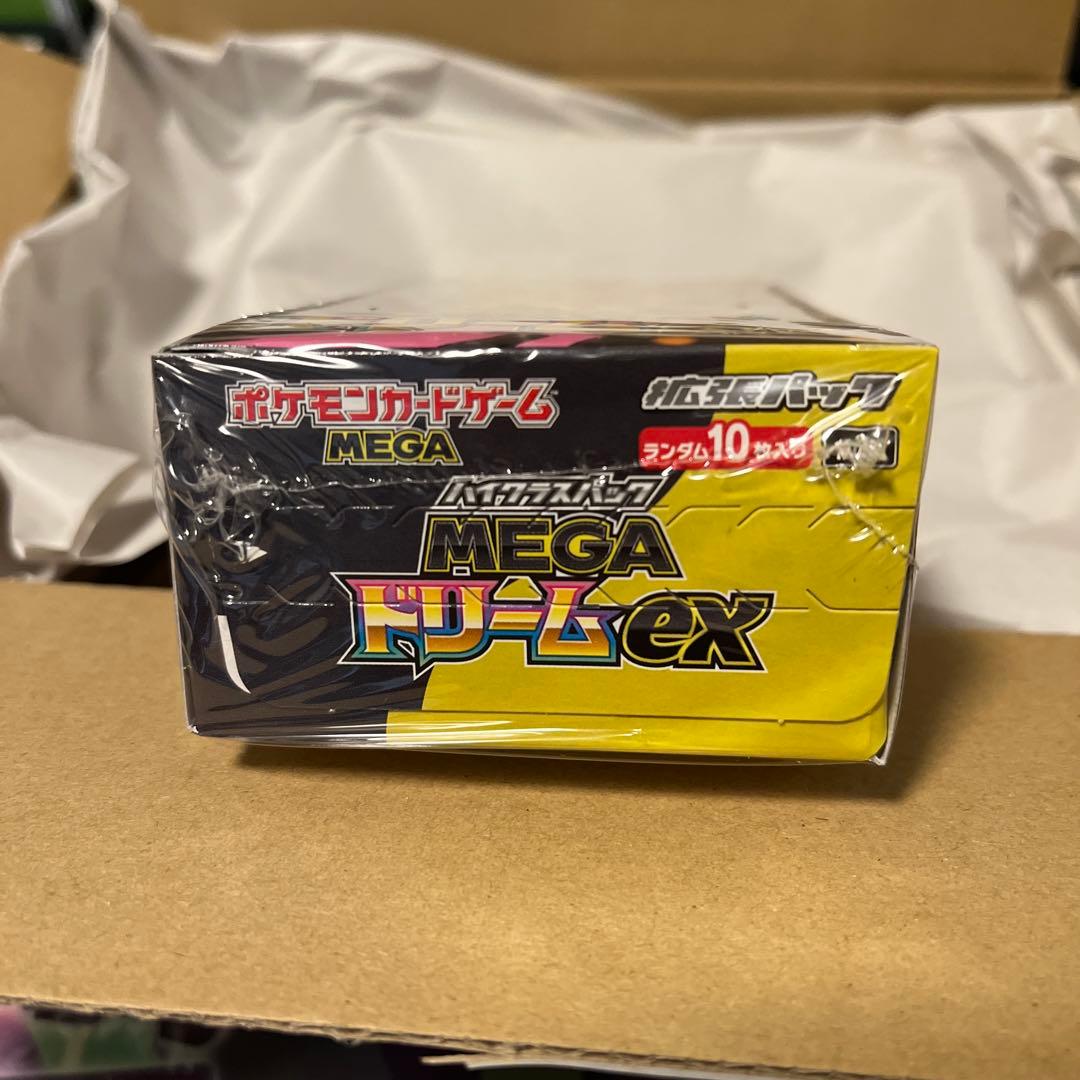 ポケモンカードゲーム
MEGA
拡張パック
ランダム10枚入り
ハイクラスパック
MEGA
ドリームex